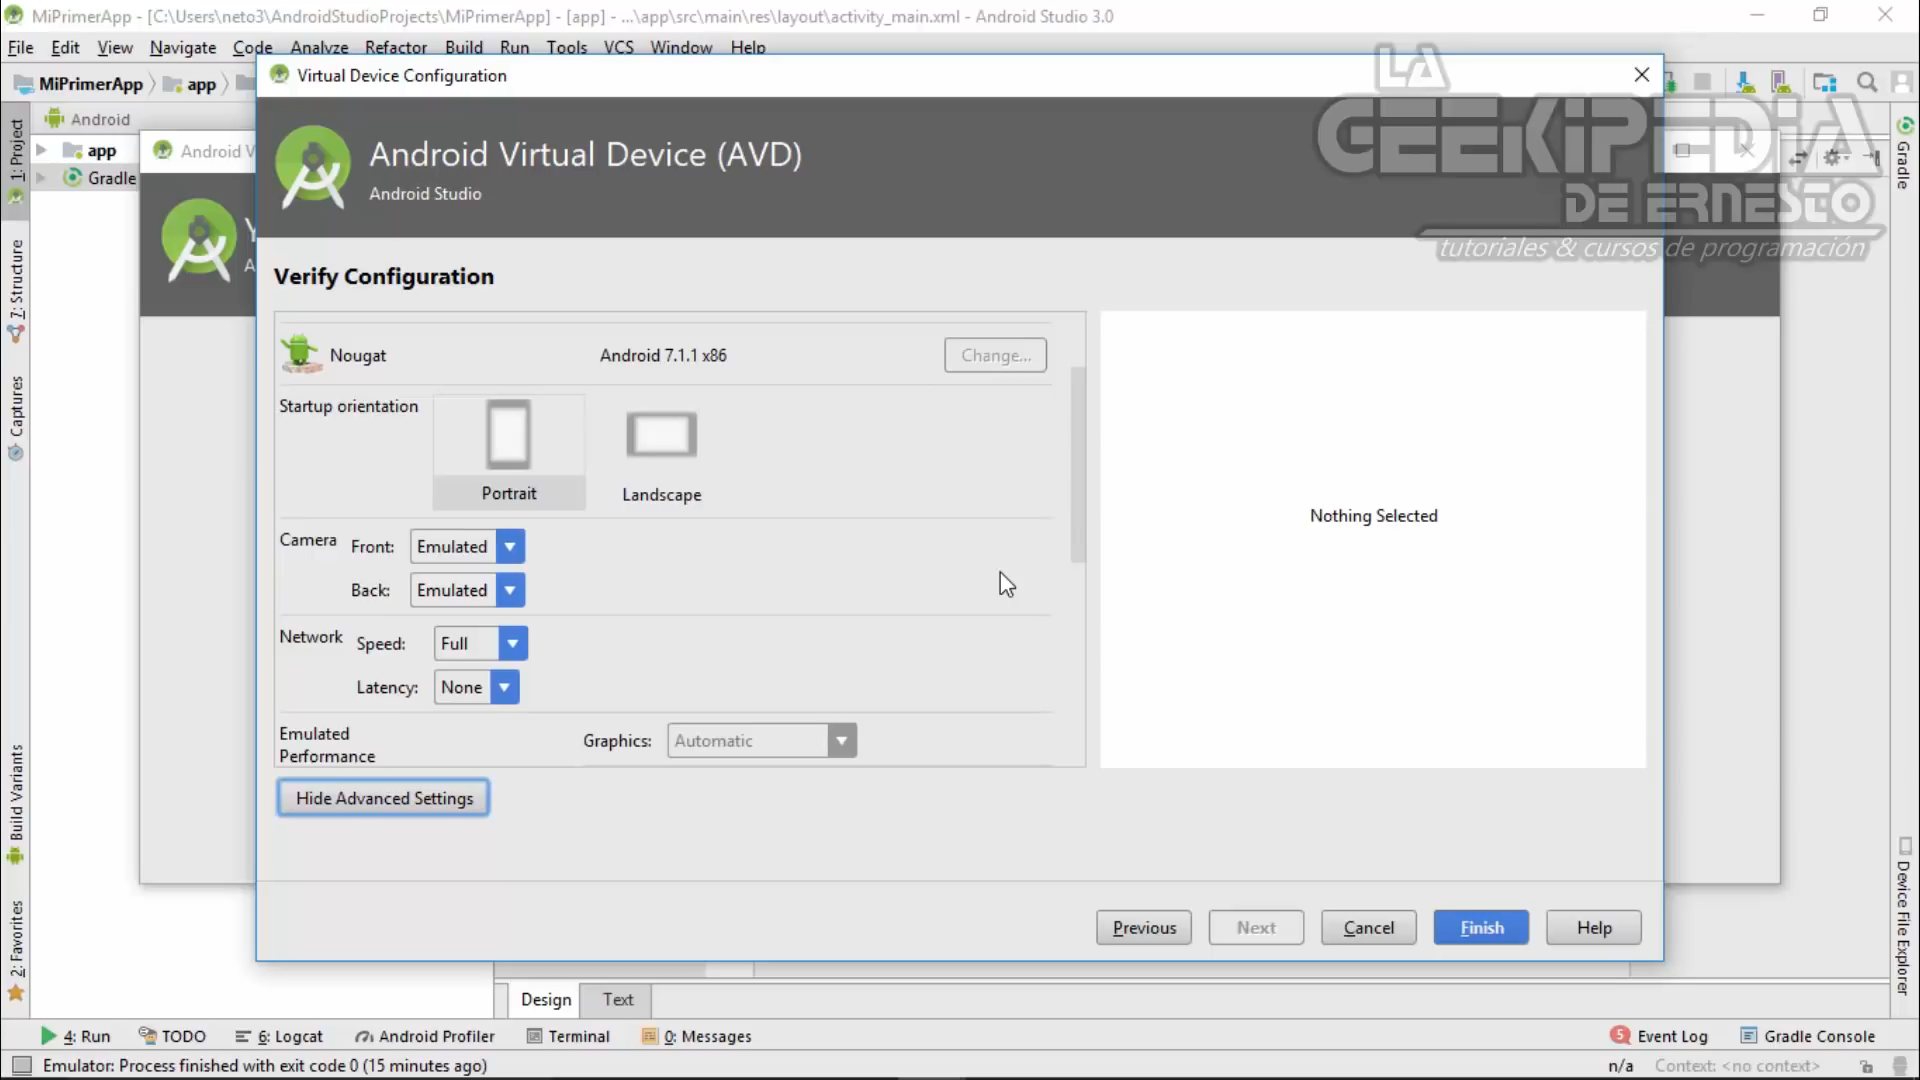 MiPrimerApp - [C:\Users\neto3\AndroidStudioProjects\MiPrimerApp] - [app] - ...\app\src\main\res\layout\activity_main.xml - Android Studio 3.0
File Edit View Navigate Code Analyze Refactor Build Run Tools VCS Window Help
MiPrimerApp app
Virtual Device Configuration
LA
GEEKIPEDIA
DE ERNESTO
tutoriales & cursos de programación
Android
app
Gradle
Android V
Y
A
Android Virtual Device (AVD)
Android Studio
Verify Configuration
Nougat Android 7.1.1 x86 Change...
Startup orientation
Portrait Landscape
Camera Front: Emulated
Back: Emulated
Network Speed: Full
Latency: None
Emulated Performance Graphics: Automatic
Nothing Selected
Hide Advanced Settings
Previous Next Cancel Finish Help
1: Project
7: Structure
Captures
Build Variants
2: Favorites
Gradle
Device File Explorer
Design Text
4: Run TODO 6: Logcat Android Profiler Terminal 0: Messages 5 Event Log Gradle Console
Emulator: Process finished with exit code 0 (15 minutes ago) n/a Context: <no context>